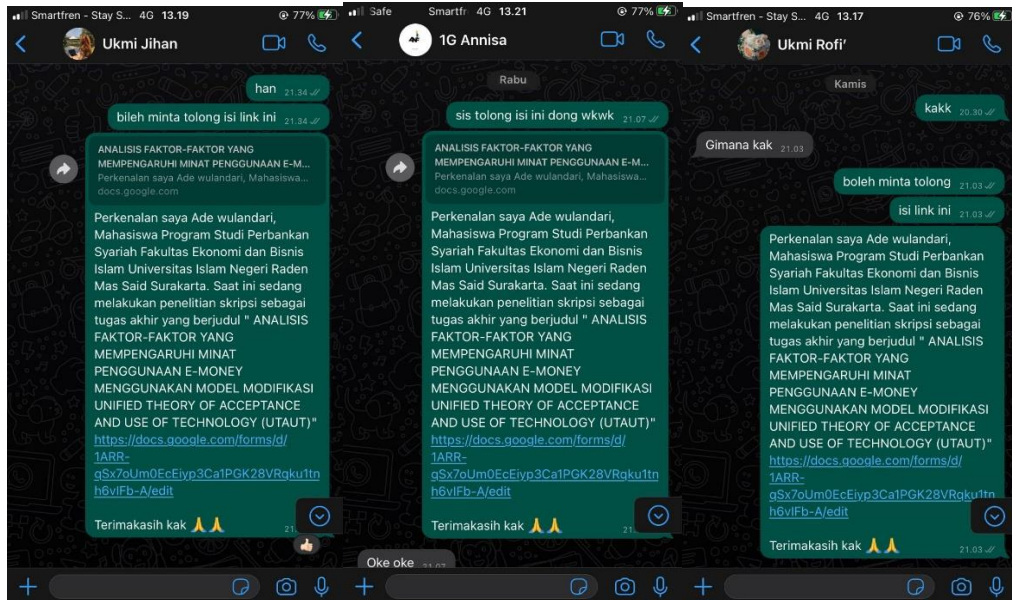 Smartfren - Stay S... 4G 13.19
77%
Ukmi Jihan
han 21.34
bileh minta tolong isi link ini 21.34
ANALISIS FAKTOR-FAKTOR YANG
MEMPENGARUHI MINAT PENGGUNAAN E-M...
Perkenalan saya Ade wulandari, Mahasiswa...
docs.google.com
Perkenalan saya Ade wulandari,
Mahasiswa Program Studi Perbankan
Syariah Fakultas Ekonomi dan Bisnis
Islam Universitas Islam Negeri Raden
Mas Said Surakarta. Saat ini sedang
melakukan penelitian skripsi sebagai
tugas akhir yang berjudul " ANALISIS
FAKTOR-FAKTOR YANG
MEMPENGARUHI MINAT
PENGGUNAAN E-MONEY
MENGGUNAKAN MODEL MODIFIKASI
UNIFIED THEORY OF ACCEPTANCE
AND USE OF TECHNOLOGY (UTAUT)"
https://docs.google.com/forms/d/
1ARR-
qSx7oUm0EcEiyp3Ca1PGK28VRqku1tn
h6vIFb-A/edit
Terimakasih kak 🙏🙏
21.
Safe Smartfr 4G 13.21
77%
1G Annisa
Rabu
sis tolong isi ini dong wkwk 21.07
ANALISIS FAKTOR-FAKTOR YANG
MEMPENGARUHI MINAT PENGGUNAAN E-M...
Perkenalan saya Ade wulandari, Mahasiswa...
docs.google.com
Perkenalan saya Ade wulandari,
Mahasiswa Program Studi Perbankan
Syariah Fakultas Ekonomi dan Bisnis
Islam Universitas Islam Negeri Raden
Mas Said Surakarta. Saat ini sedang
melakukan penelitian skripsi sebagai
tugas akhir yang berjudul " ANALISIS
FAKTOR-FAKTOR YANG
MEMPENGARUHI MINAT
PENGGUNAAN E-MONEY
MENGGUNAKAN MODEL MODIFIKASI
UNIFIED THEORY OF ACCEPTANCE
AND USE OF TECHNOLOGY (UTAUT)"
https://docs.google.com/forms/d/
1ARR-
qSx7oUm0EcEiyp3Ca1PGK28VRqku1tn
h6vIFb-A/edit
Terimakasih kak 🙏🙏
21.
Oke oke 21.07
Smartfren - Stay S... 4G 13.17
76%
Ukmi Rofi'
Kamis
kakk 20.30
Gimana kak 21.03
boleh minta tolong 21.03
isi link ini 21.03
Perkenalan saya Ade wulandari,
Mahasiswa Program Studi Perbankan
Syariah Fakultas Ekonomi dan Bisnis
Islam Universitas Islam Negeri Raden
Mas Said Surakarta. Saat ini sedang
melakukan penelitian skripsi sebagai
tugas akhir yang berjudul " ANALISIS
FAKTOR-FAKTOR YANG
MEMPENGARUHI MINAT
PENGGUNAAN E-MONEY
MENGGUNAKAN MODEL MODIFIKASI
UNIFIED THEORY OF ACCEPTANCE
AND USE OF TECHNOLOGY (UTAUT)"
https://docs.google.com/forms/d/
1ARR-
qSx7oUm0EcEiyp3Ca1PGK28VRqku1tn
h6vIFb-A/edit
Terimakasih kak 🙏🙏
21.03